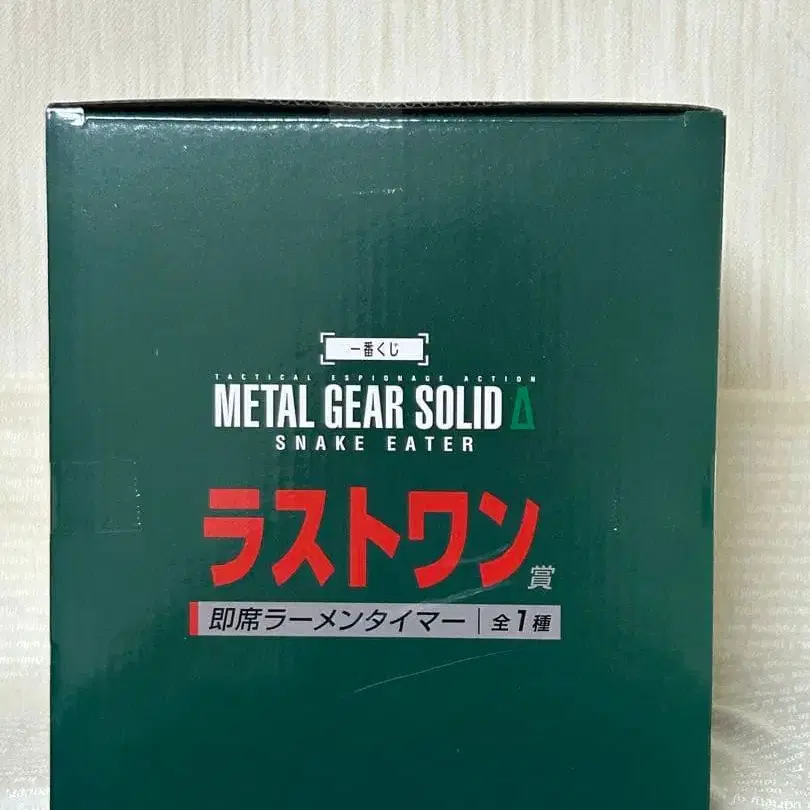 一番くじ
TACTICAL ESPIONAGE ACTION
METAL GEAR SOLID Δ
SNAKE EATER
ラストワン賞
即席ラーメンタイマー|全1種